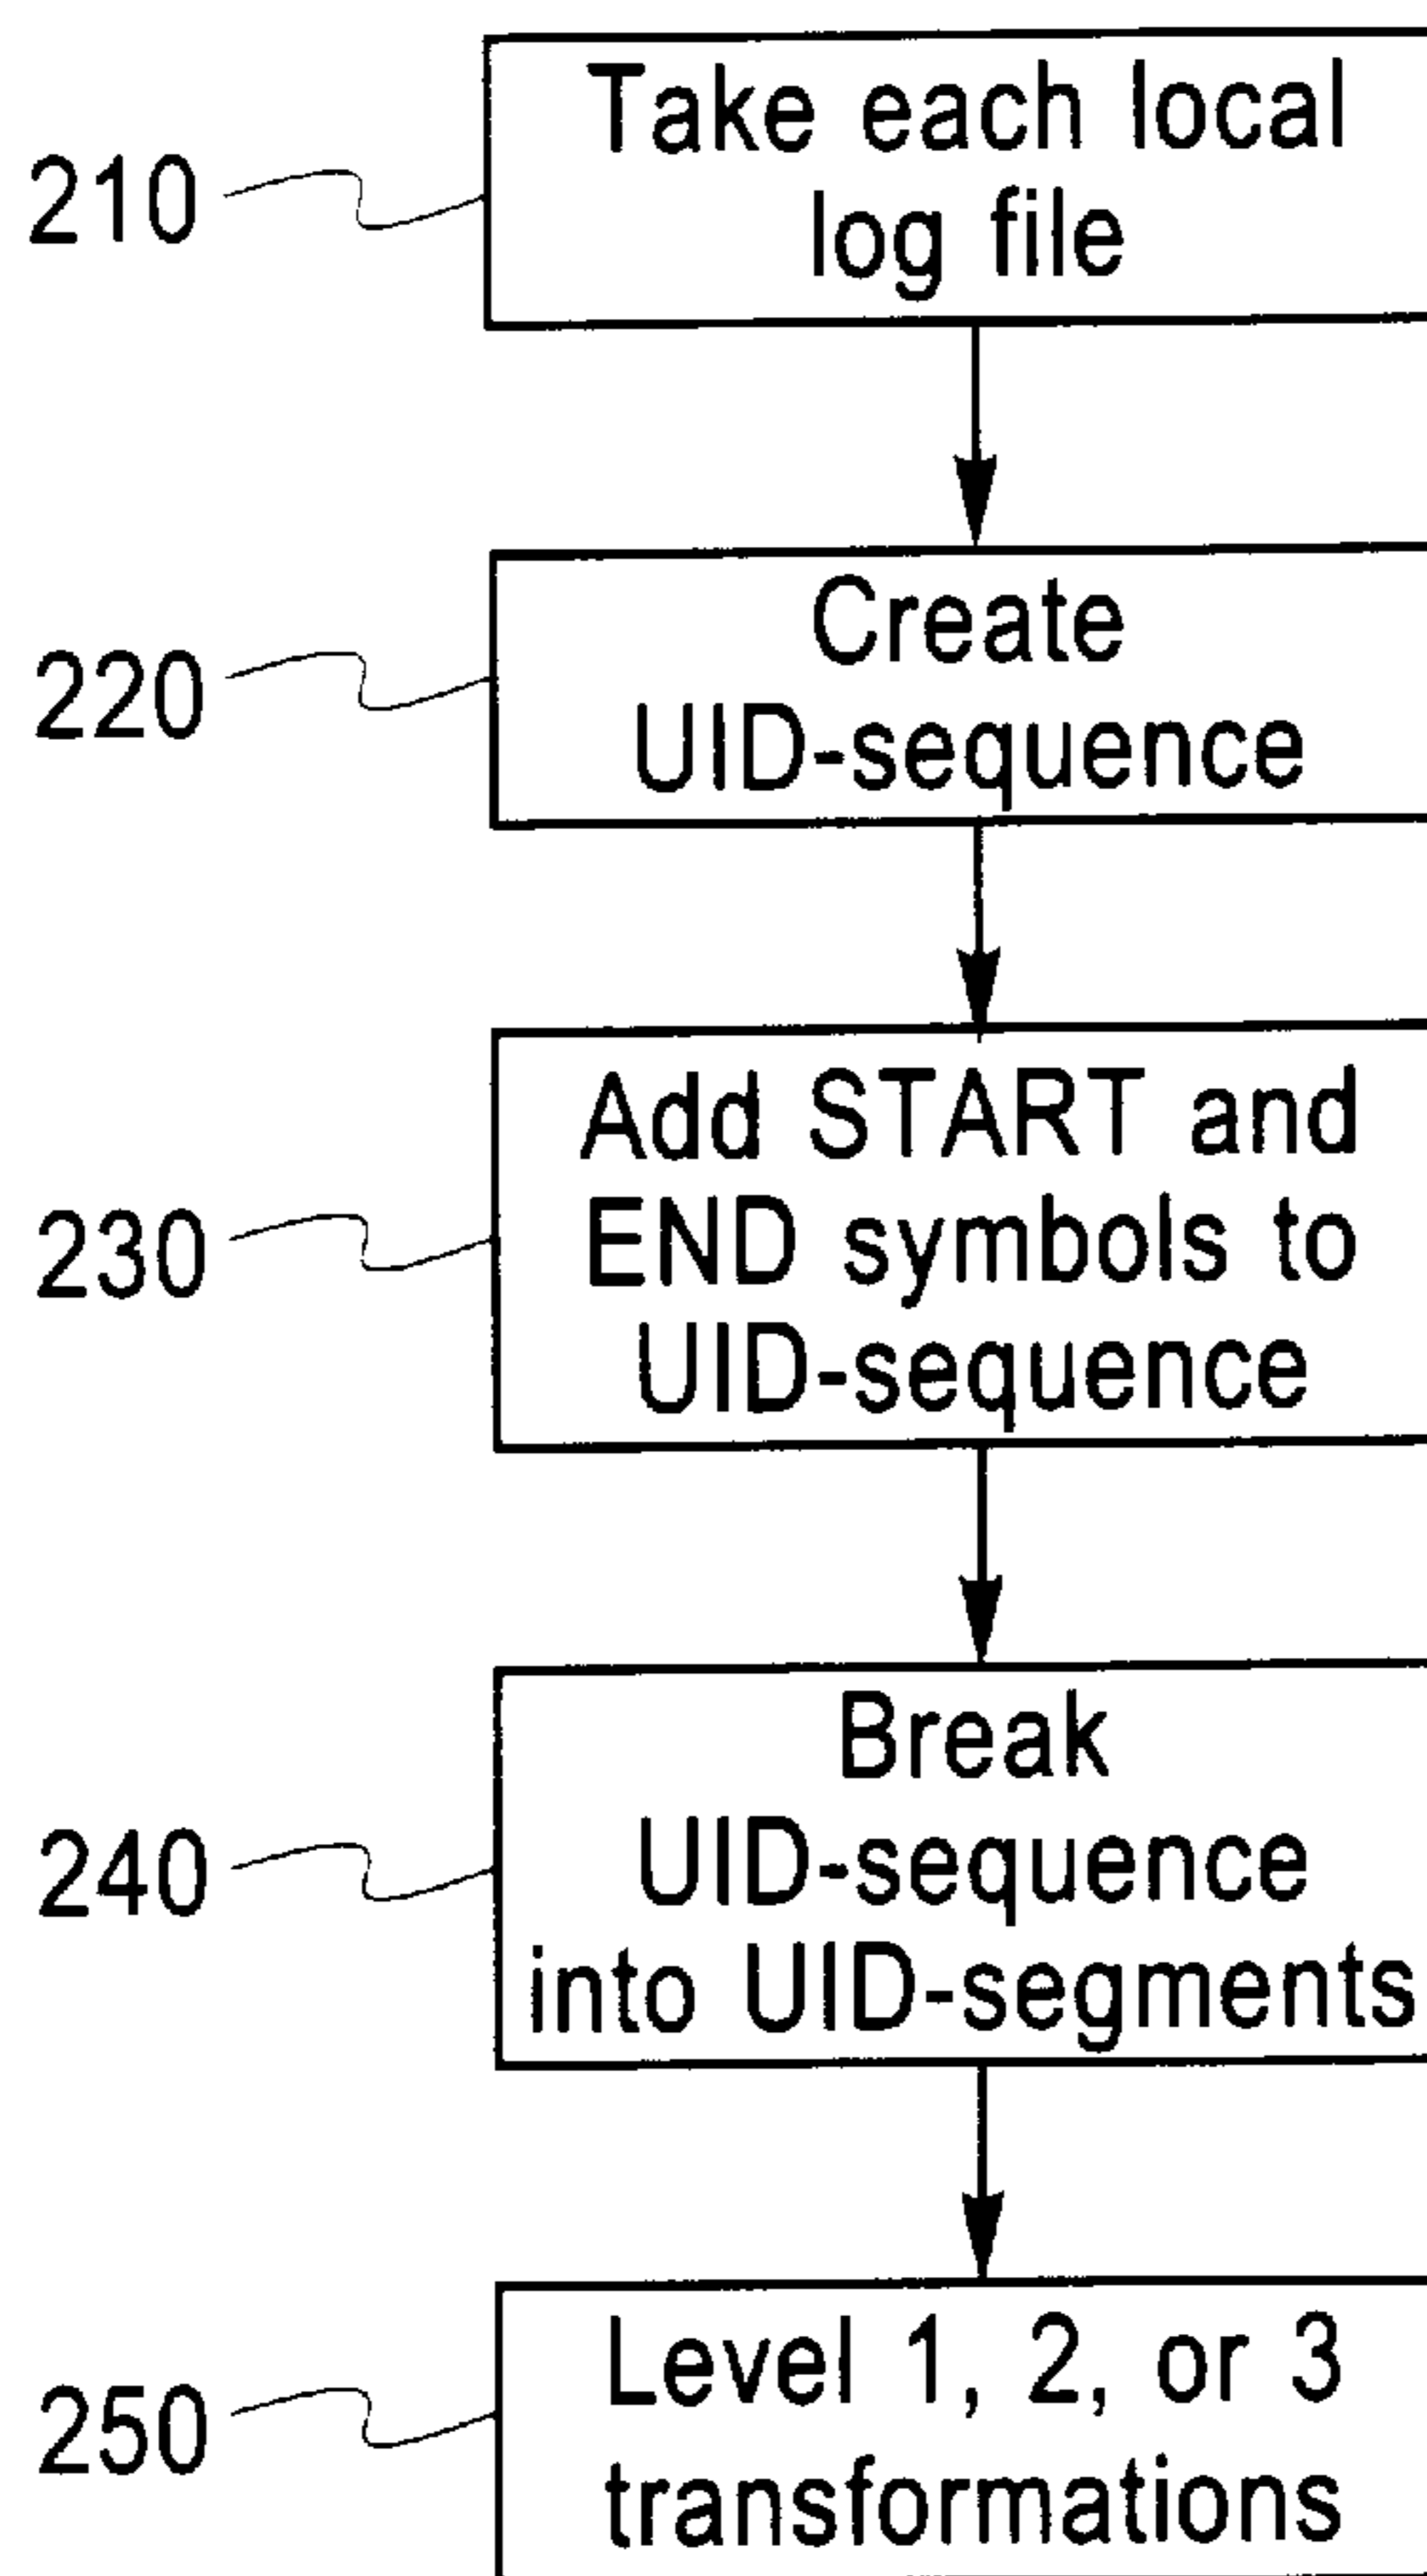 210
Take each local
log file
220
Create
UID-sequence
230
Add START and
END symbols to
UID-sequence
240
Break
UID-sequence
into UID-segments
250
Level 1, 2, or 3
transformations